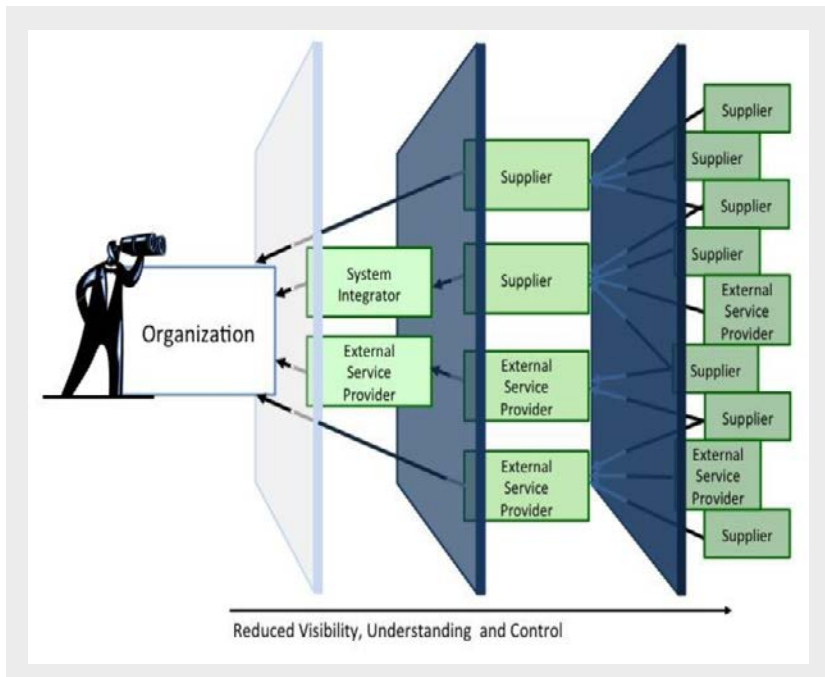 Organization
System
Integrator
External
Service
Provider
Supplier
Supplier
External
Service
Provider
External
Service
Provider
Supplier
Supplier
Supplier
Supplier
External
Service
Provider
Supplier
Supplier
External
Service
Provider
Supplier
Reduced Visibility, Understanding and Control